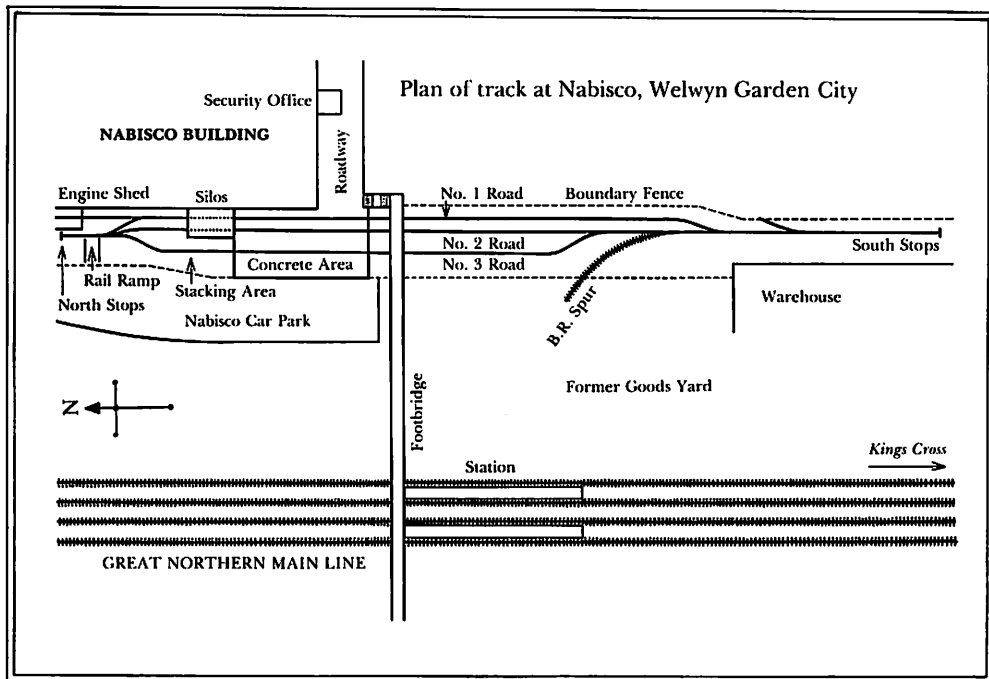 Plan of track at Nabisco, Welwyn Garden City
Security Office
NABISCO BUILDING
Roadway
Engine Shed
Silos
No. 1 Road
Boundary Fence
No. 2 Road
South Stops
Concrete Area
No. 3 Road
Rail Ramp
Stacking Area
North Stops
Warehouse
Nabisco Car Park
B.R. Spur
Former Goods Yard
N
Footbridge
Kings Cross
Station
GREAT NORTHERN MAIN LINE